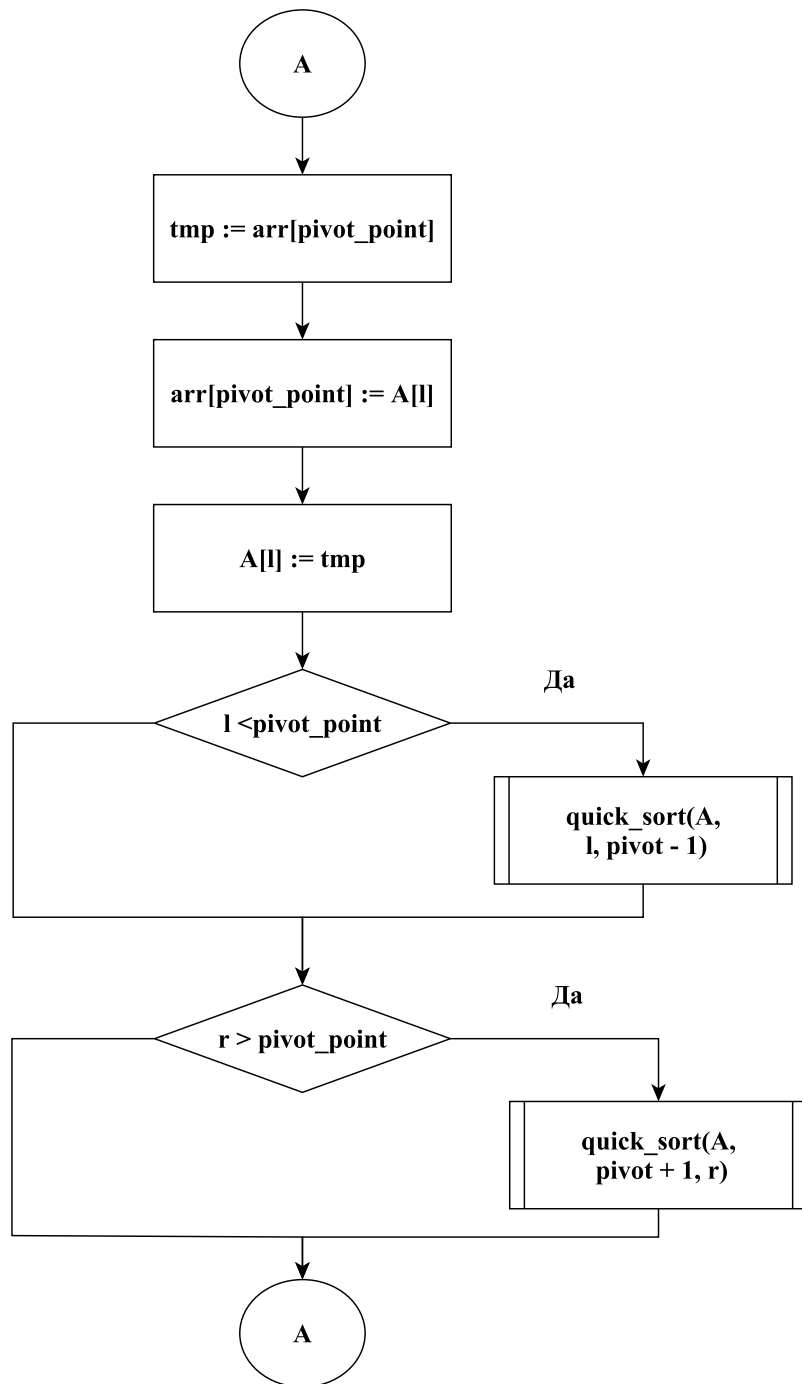 A
tmp := arr[pivot_point]
arr[pivot_point] := A[l]
A[l] := tmp
l <pivot_point
Да
quick_sort(A,
l, pivot - 1)
r > pivot_point
Да
quick_sort(A,
pivot + 1, r)
A